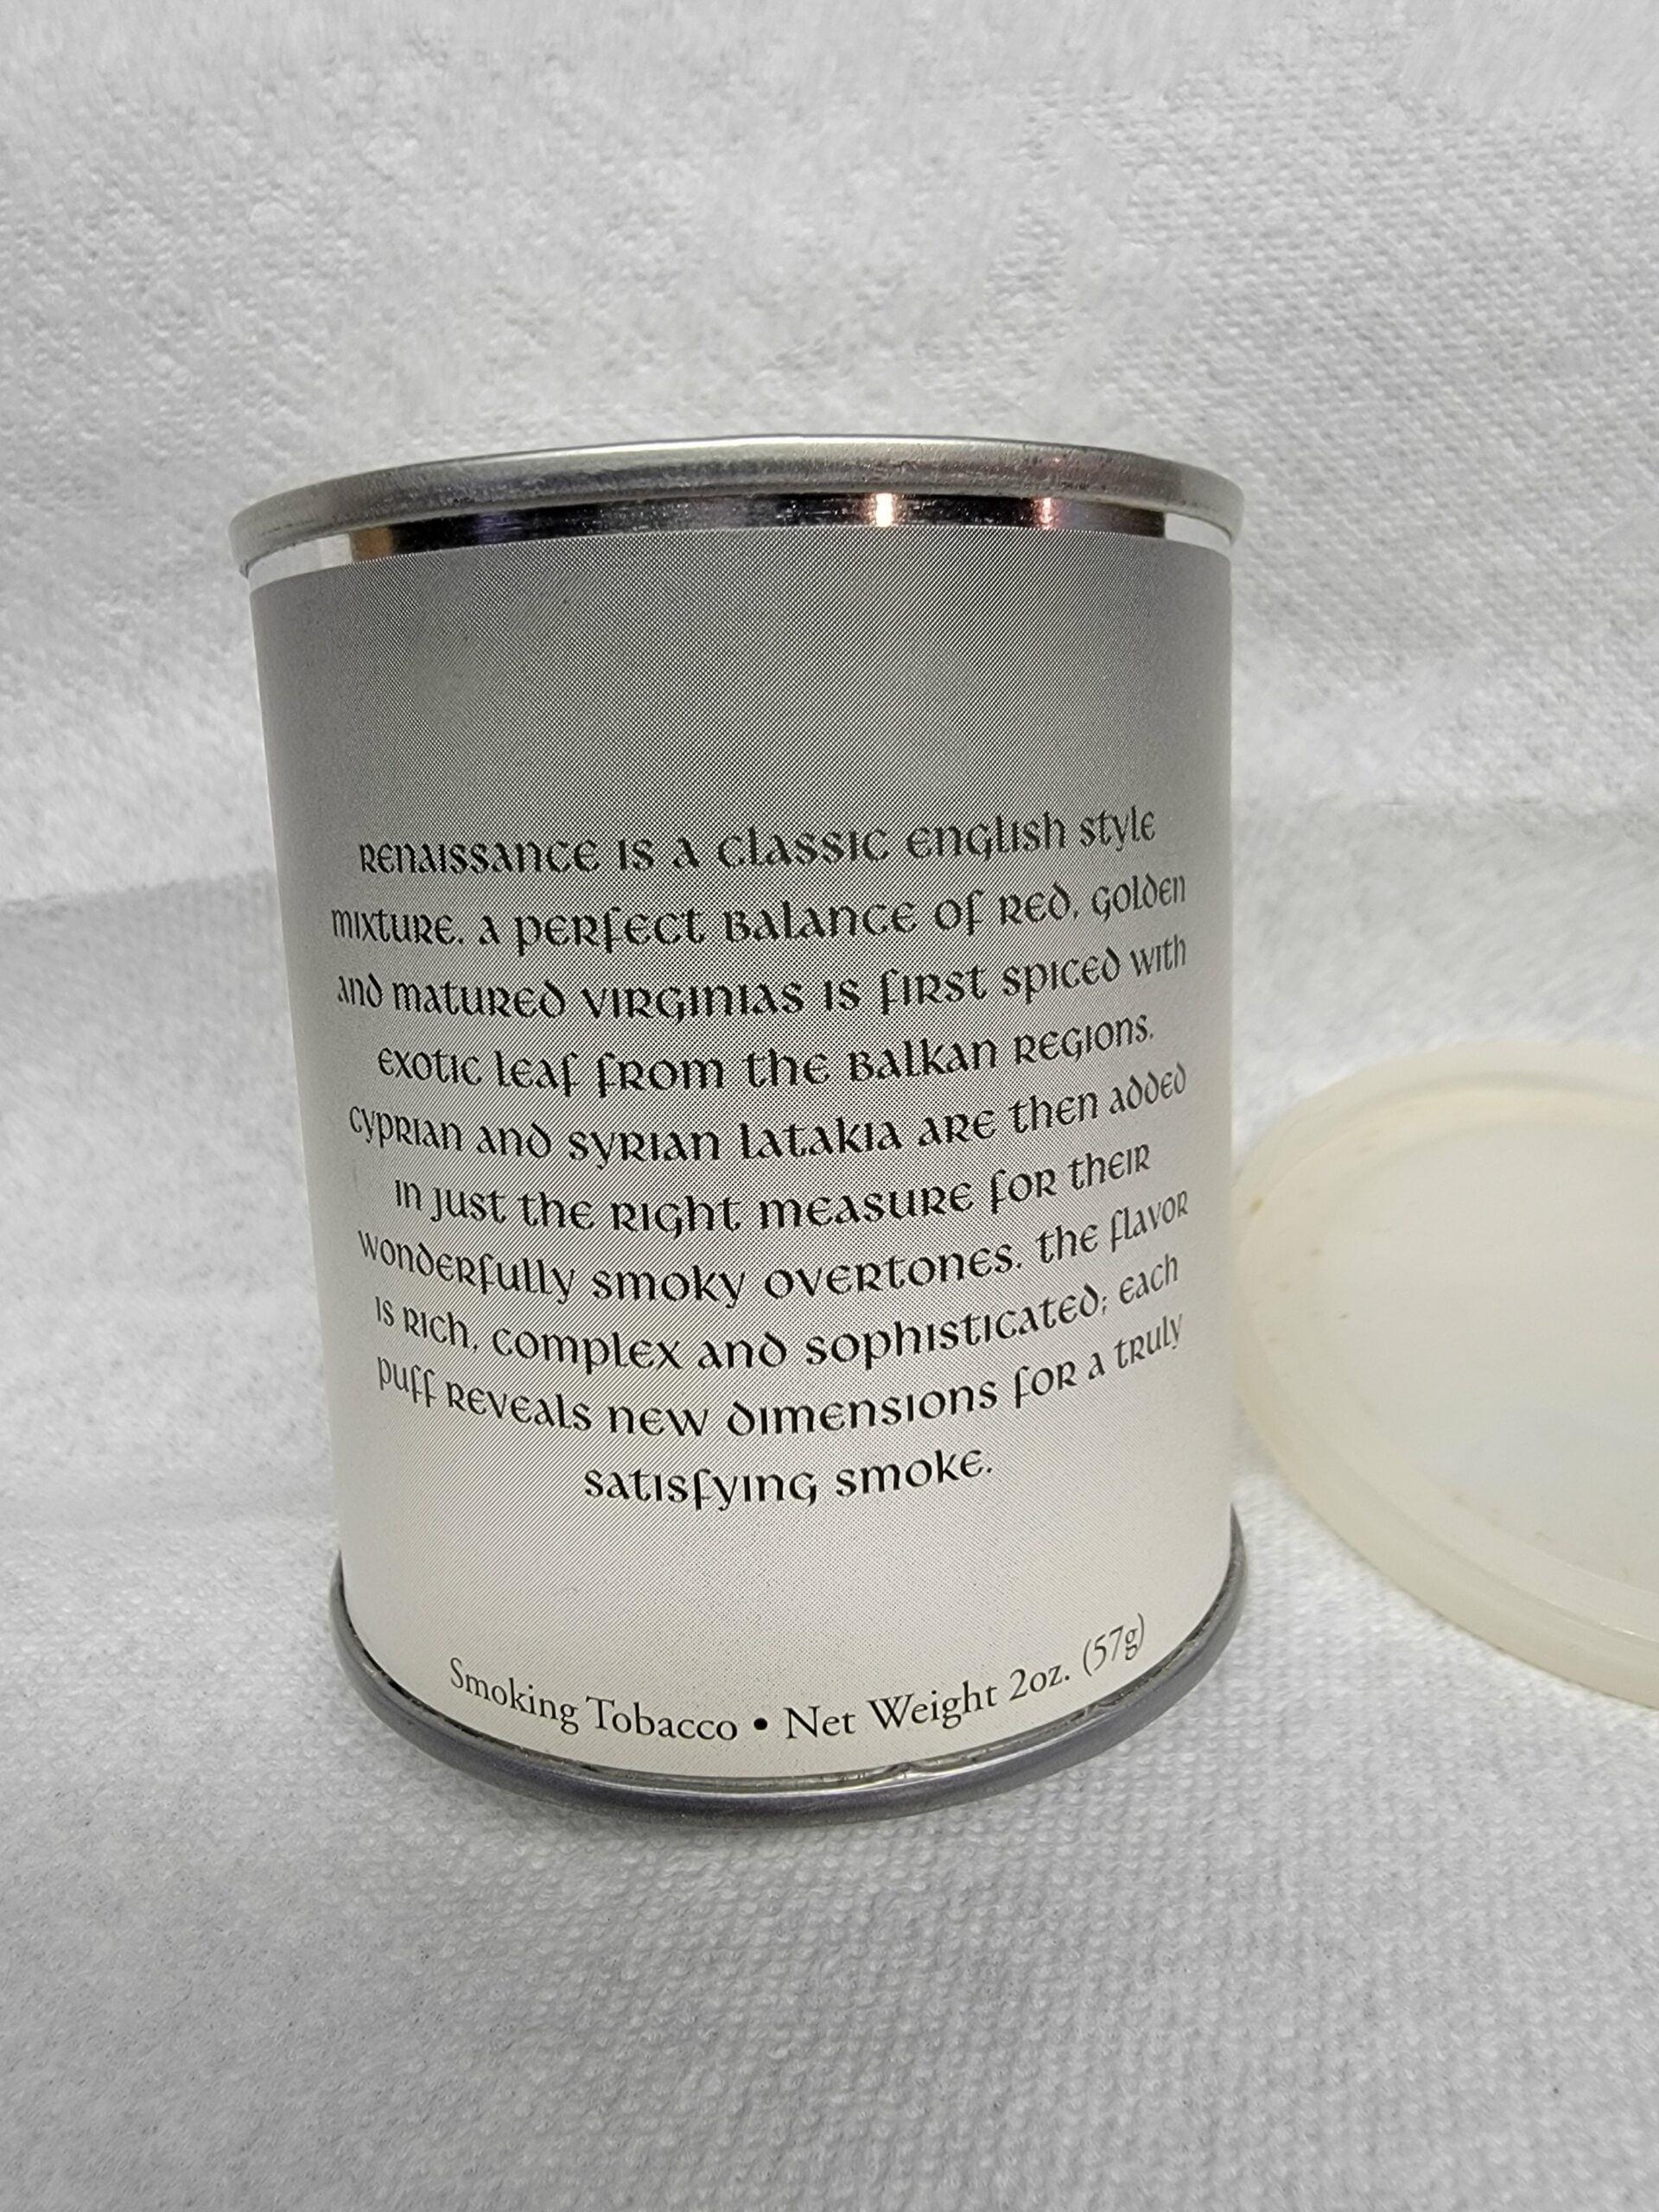 Renaissance is a classic English style
mixture. A perfect balance of red, golden
and matured Virginias is first spiced with
exotic leaf from the Balkan regions.
Cyprian and Syrian Latakia are then added
in just the right measure for their
wonderfully smoky overtones. The flavor
is rich, complex and sophisticated; each
puff reveals new dimensions for a truly
satisfying smoke.
Smoking Tobacco • Net Weight 2oz. (57g)